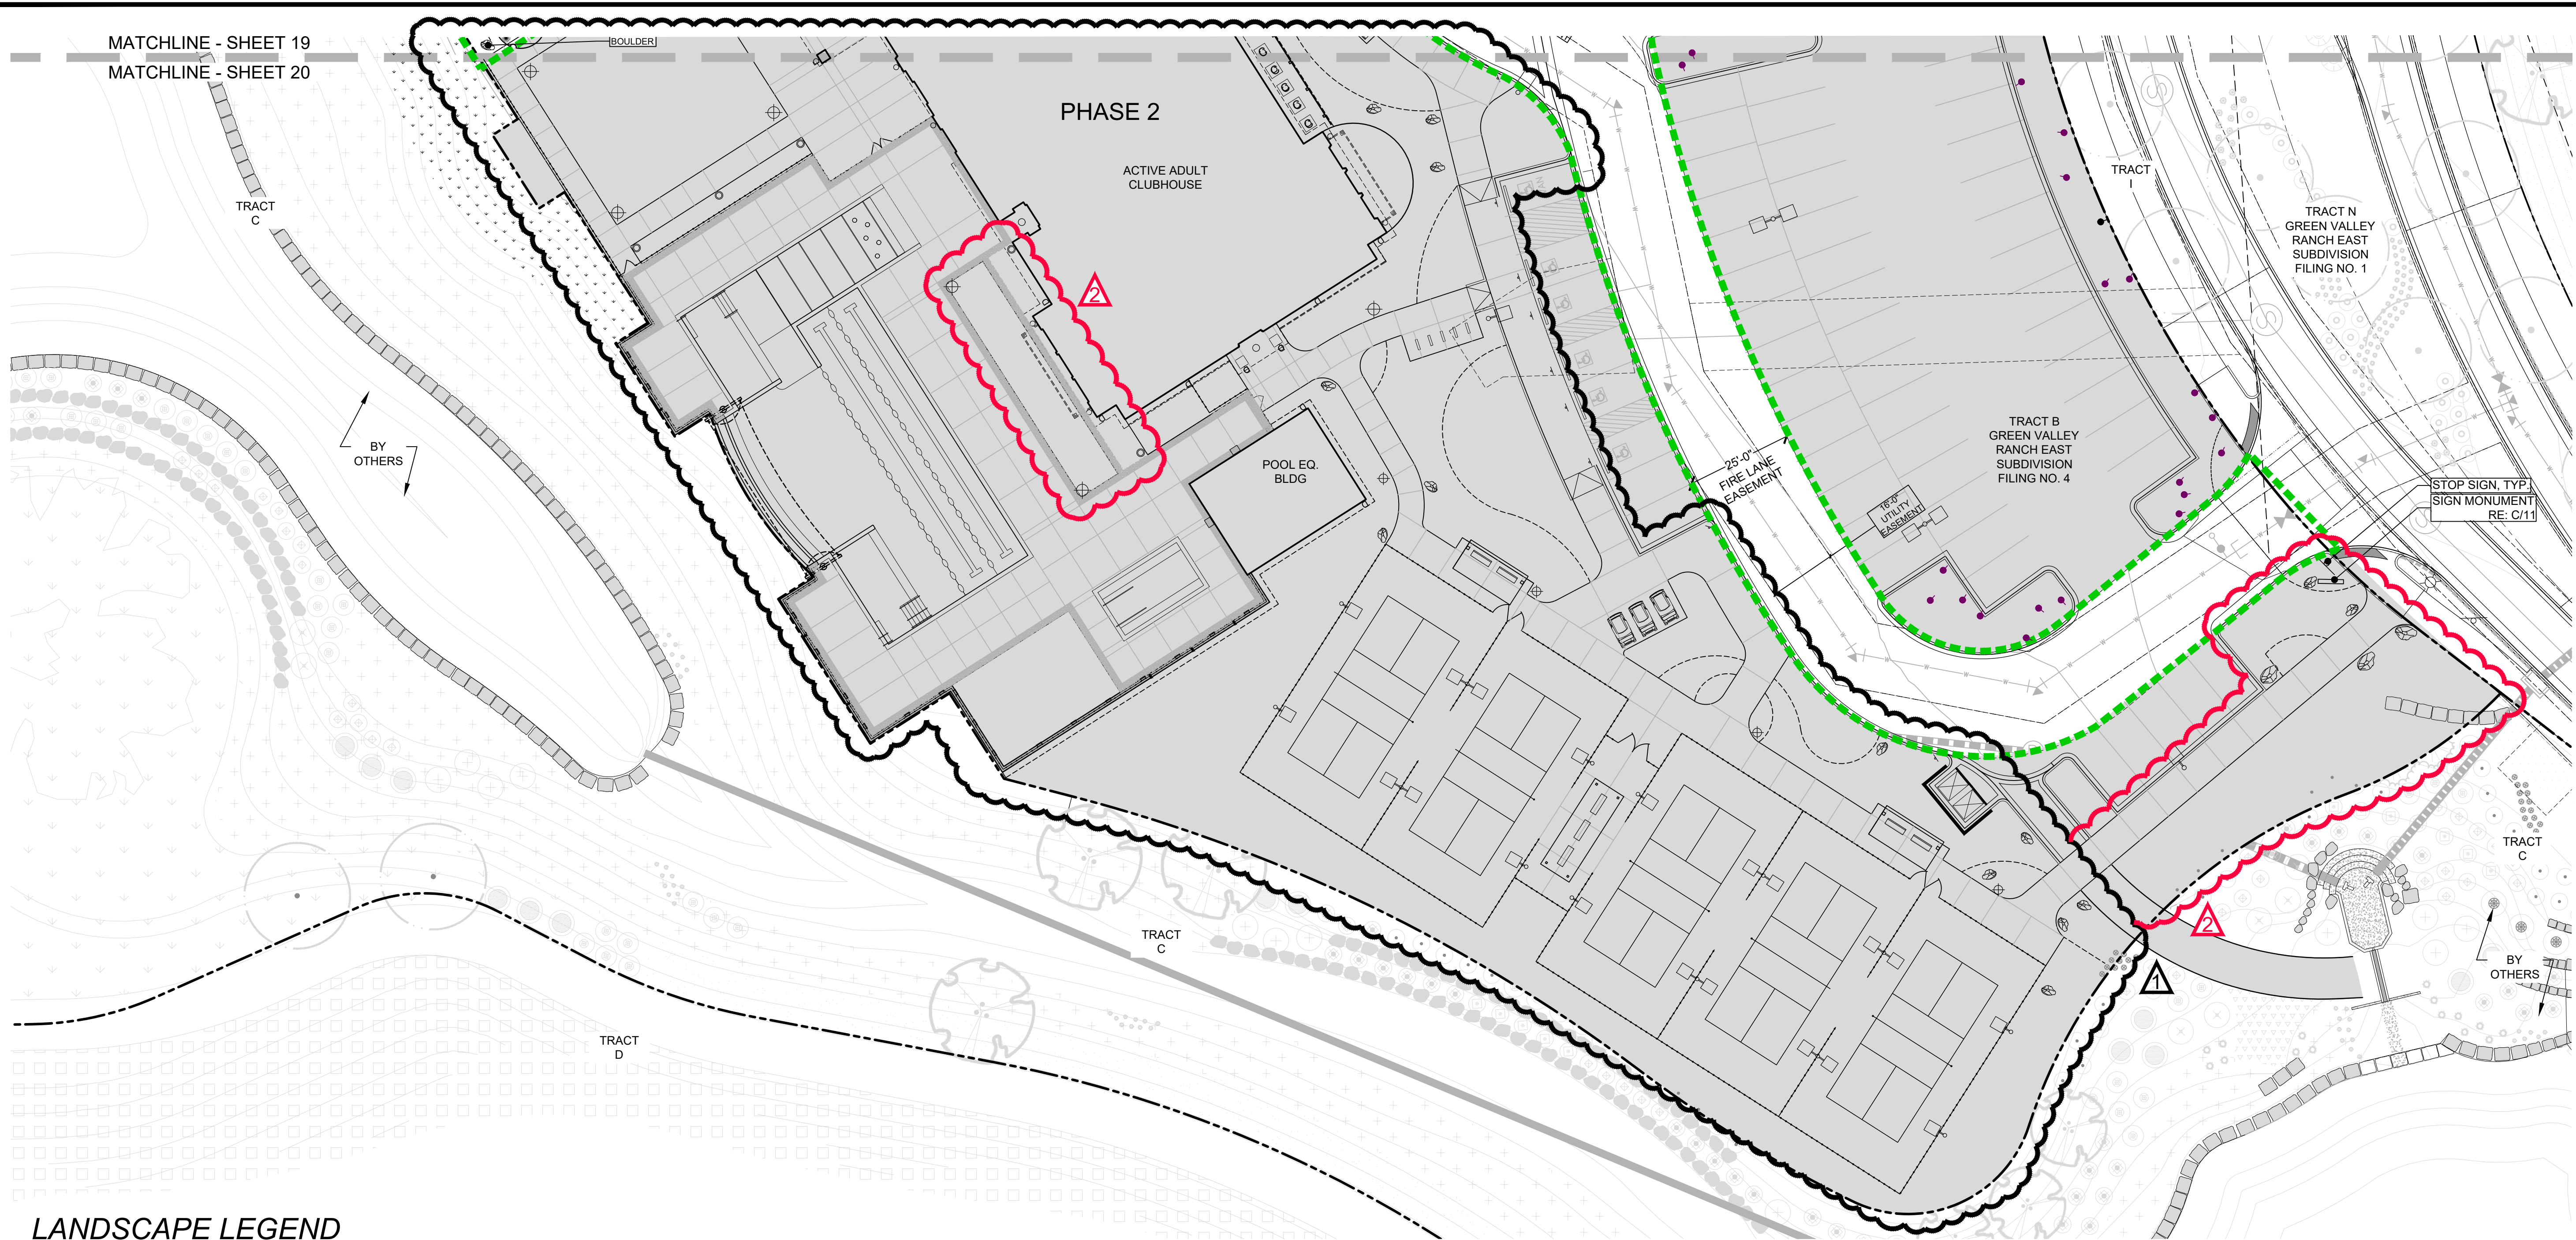 MATCHLINE - SHEET 19
MATCHLINE - SHEET 20
BOULDER
PHASE 2
ACTIVE ADULT
CLUBHOUSE
TRACT
C
TRACT
I
TRACT N
GREEN VALLEY
RANCH EAST
SUBDIVISION
FILING NO. 1
2
BY
OTHERS
POOL EQ.
BLDG
25'-0"
FIRE LANE
EASEMENT
16'-0"
UTILITY
EASEMENT
TRACT B
GREEN VALLEY
RANCH EAST
SUBDIVISION
FILING NO. 4
STOP SIGN, TYP.
SIGN MONUMENT
RE: C/11
TRACT
C
TRACT
C
2
1
BY
OTHERS
TRACT
D
LANDSCAPE LEGEND